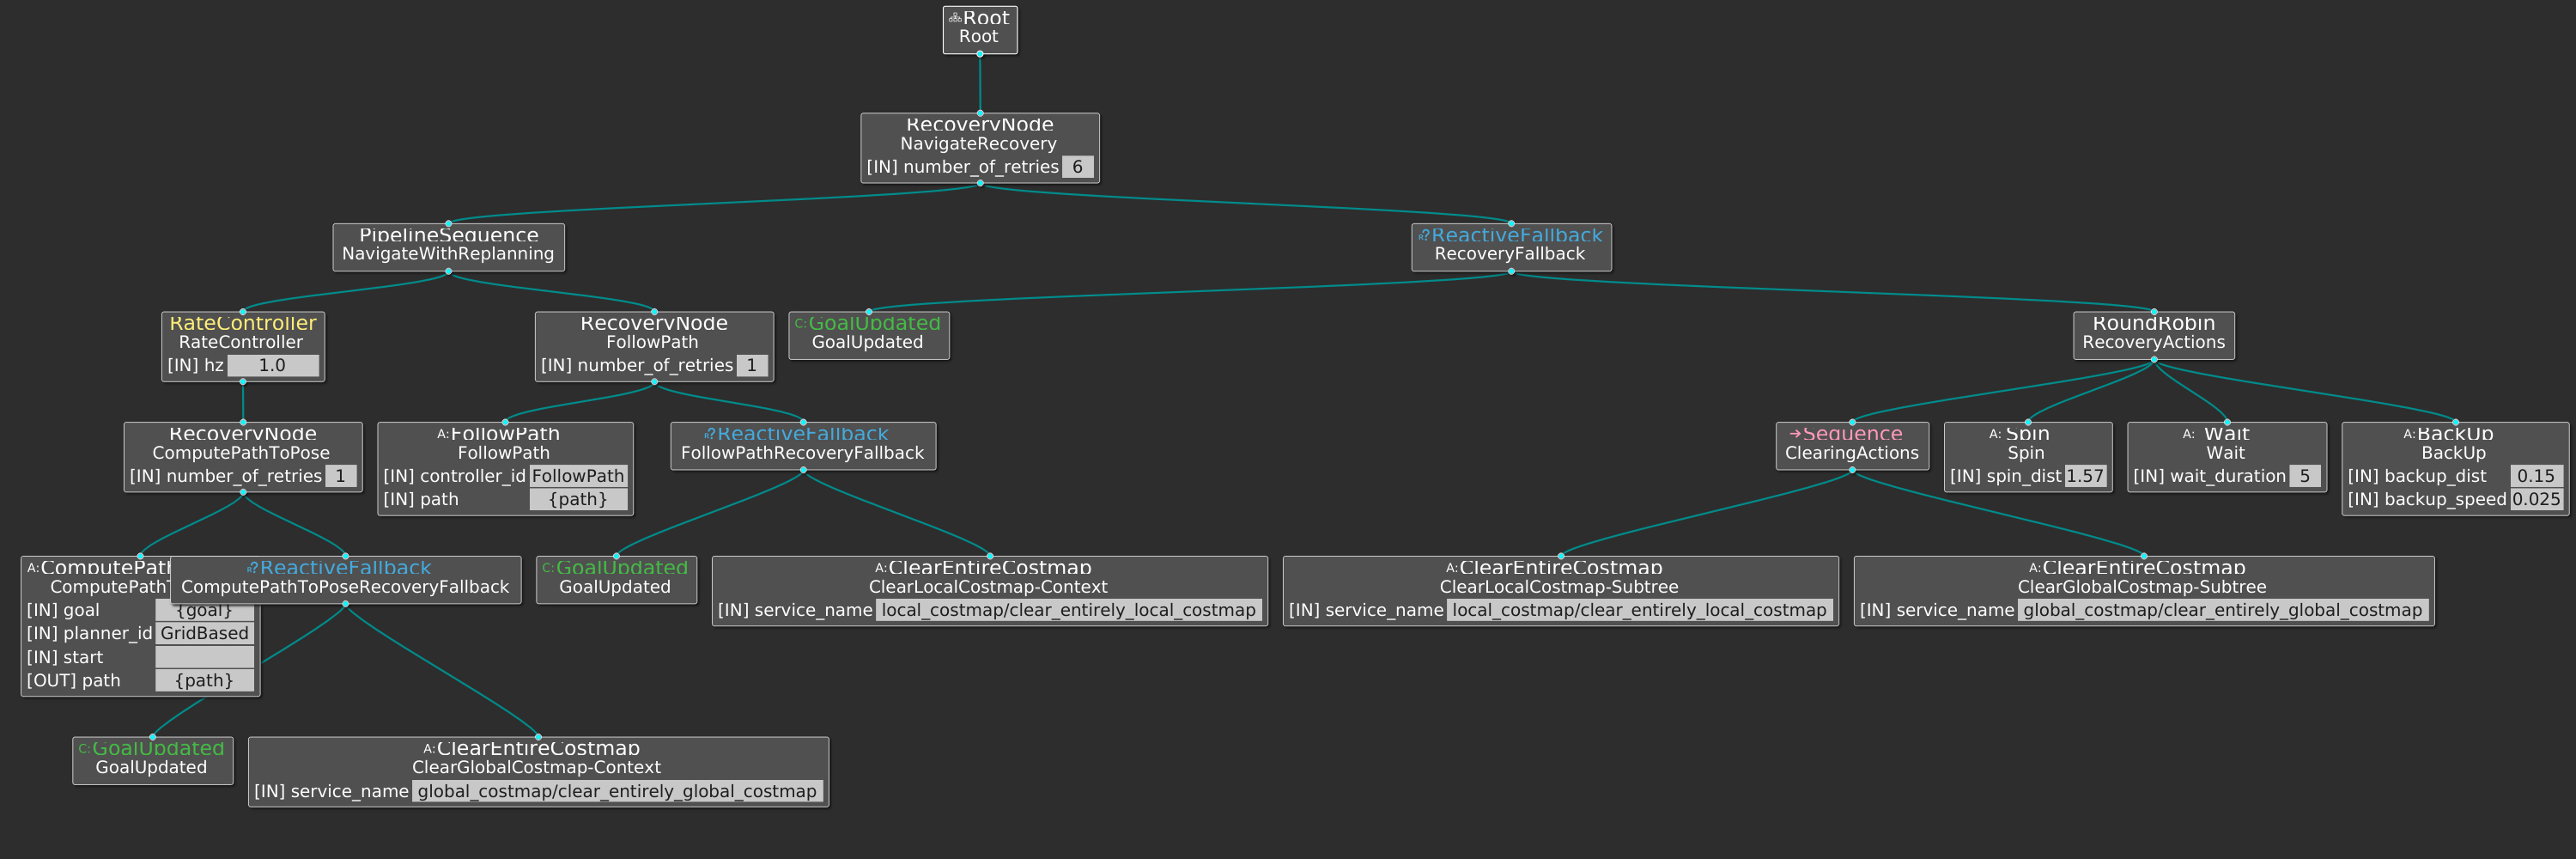 Root
Root
RecoveryNode
NavigateRecovery
[IN] number_of_retries 6
PipelineSequence
NavigateWithReplanning
?ReactiveFallback
RecoveryFallback
RateController
RateController
[IN] hz 1.0
RecoveryNode
FollowPath
[IN] number_of_retries 1
C:GoalUpdated
GoalUpdated
RoundRobin
RecoveryActions
RecoveryNode
ComputePathToPose
[IN] number_of_retries 1
A:FollowPath
FollowPath
[IN] controller_id FollowPath
[IN] path {path}
?ReactiveFallback
FollowPathRecoveryFallback
→Sequence
ClearingActions
A: Spin
Spin
[IN] spin_dist 1.57
A: Wait
Wait
[IN] wait_duration 5
A:BackUp
BackUp
[IN] backup_dist 0.15
[IN] backup_speed 0.025
A:ComputePath
ComputePath
[IN] goal {goal}
[IN] planner_id GridBased
[IN] start
[OUT] path {path}
?ReactiveFallback
ComputePathToPoseRecoveryFallback
C:GoalUpdated
GoalUpdated
A:ClearEntireCostmap
ClearLocalCostmap-Context
[IN] service_name local_costmap/clear_entirely_local_costmap
A:ClearEntireCostmap
ClearLocalCostmap-Subtree
[IN] service_name local_costmap/clear_entirely_local_costmap
A:ClearEntireCostmap
ClearGlobalCostmap-Subtree
[IN] service_name global_costmap/clear_entirely_global_costmap
C:GoalUpdated
GoalUpdated
A:ClearEntireCostmap
ClearGlobalCostmap-Context
[IN] service_name global_costmap/clear_entirely_global_costmap